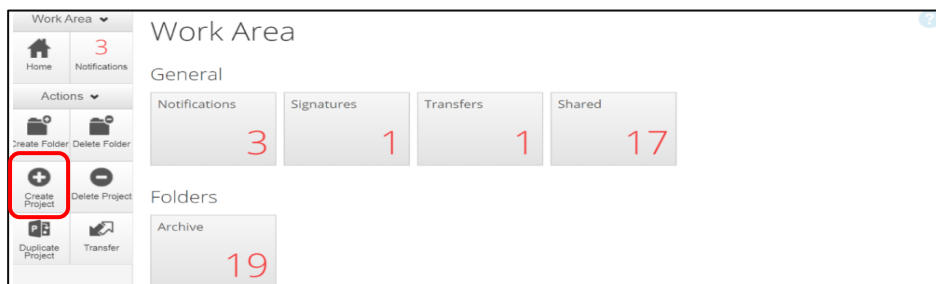 Work Area
Home
3
Notifications
Actions
Create Folder
Delete Folder
Create
Project
Delete Project
Duplicate
Project
Transfer
Work Area
?
General
Notifications
3
Signatures
1
Transfers
1
Shared
17
Folders
Archive
19